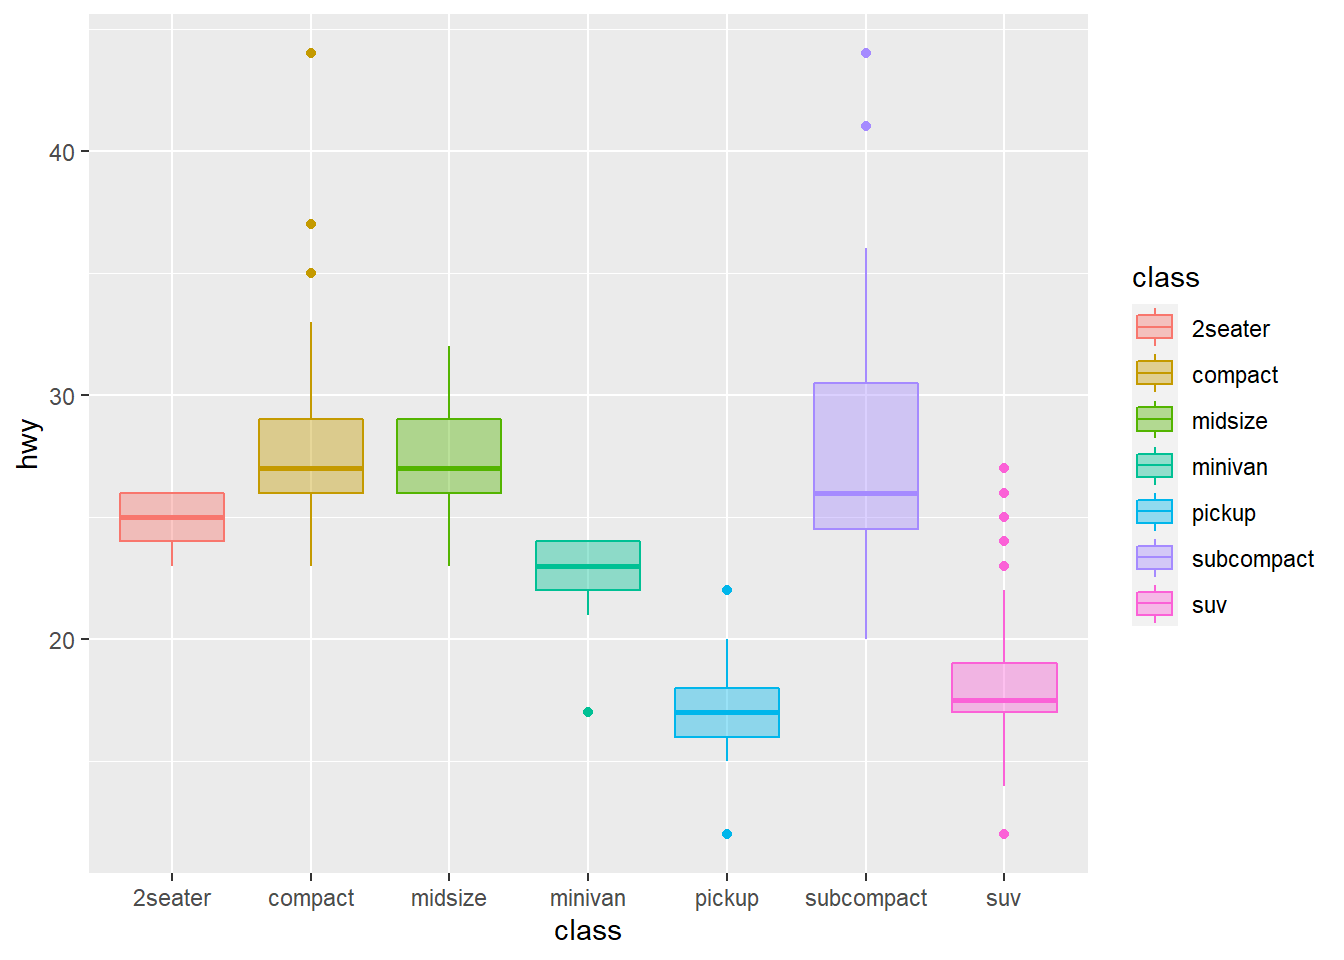 hwy
40
30
20
2seater compact midsize minivan pickup subcompact suv
class
class
2seater
compact
midsize
minivan
pickup
subcompact
suv